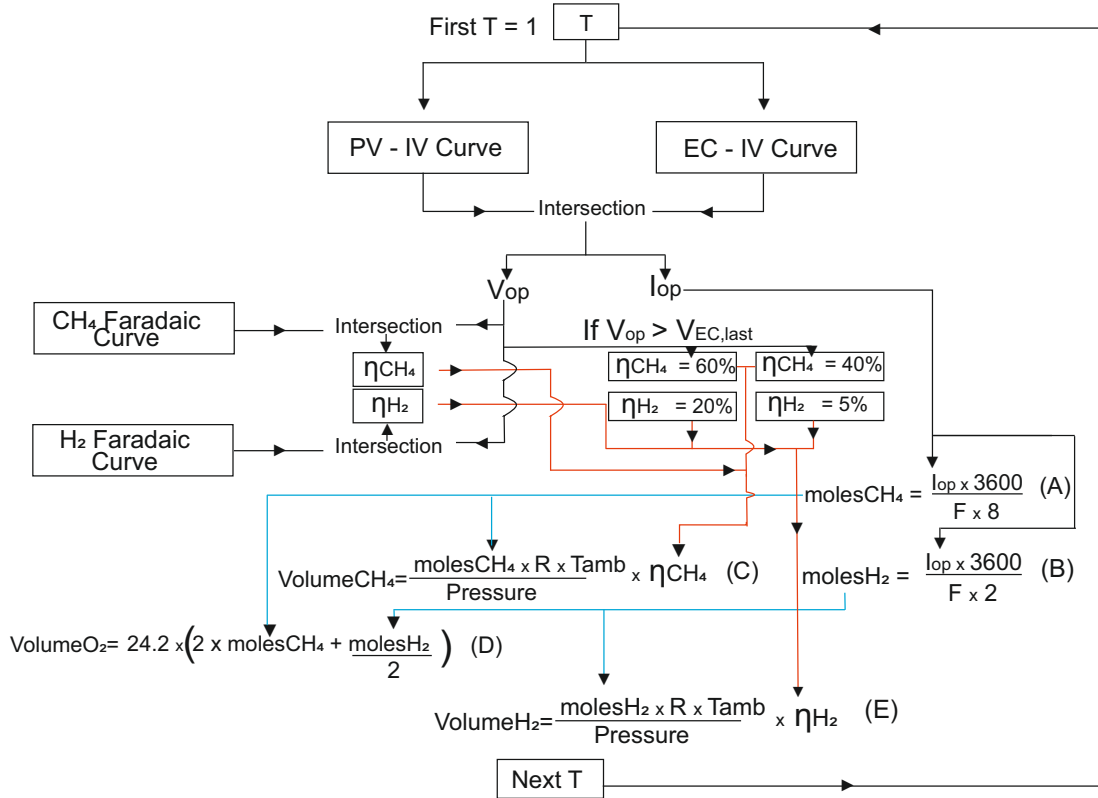 First T = 1
T
PV - IV Curve
EC - IV Curve
Intersection
Vop
Iop
CH₄ Faradaic
Curve
Intersection
If Vop > VEC,last
ηCH₄
ηCH₄ = 60%
ηCH₄ = 40%
ηH₂
ηH₂ = 20%
ηH₂ = 5%
H₂ Faradaic
Curve
Intersection
molesCH₄ = Iop x 3600 / F x 8 (A)
VolumeCH₄= molesCH₄ x R x Tamb / Pressure x ηCH₄ (C)
molesH₂ = Iop x 3600 / F x 2 (B)
VolumeO₂= 24.2 x (2 x molesCH₄ + molesH₂ / 2) (D)
VolumeH₂= molesH₂ x R x Tamb / Pressure x ηH₂ (E)
Next T